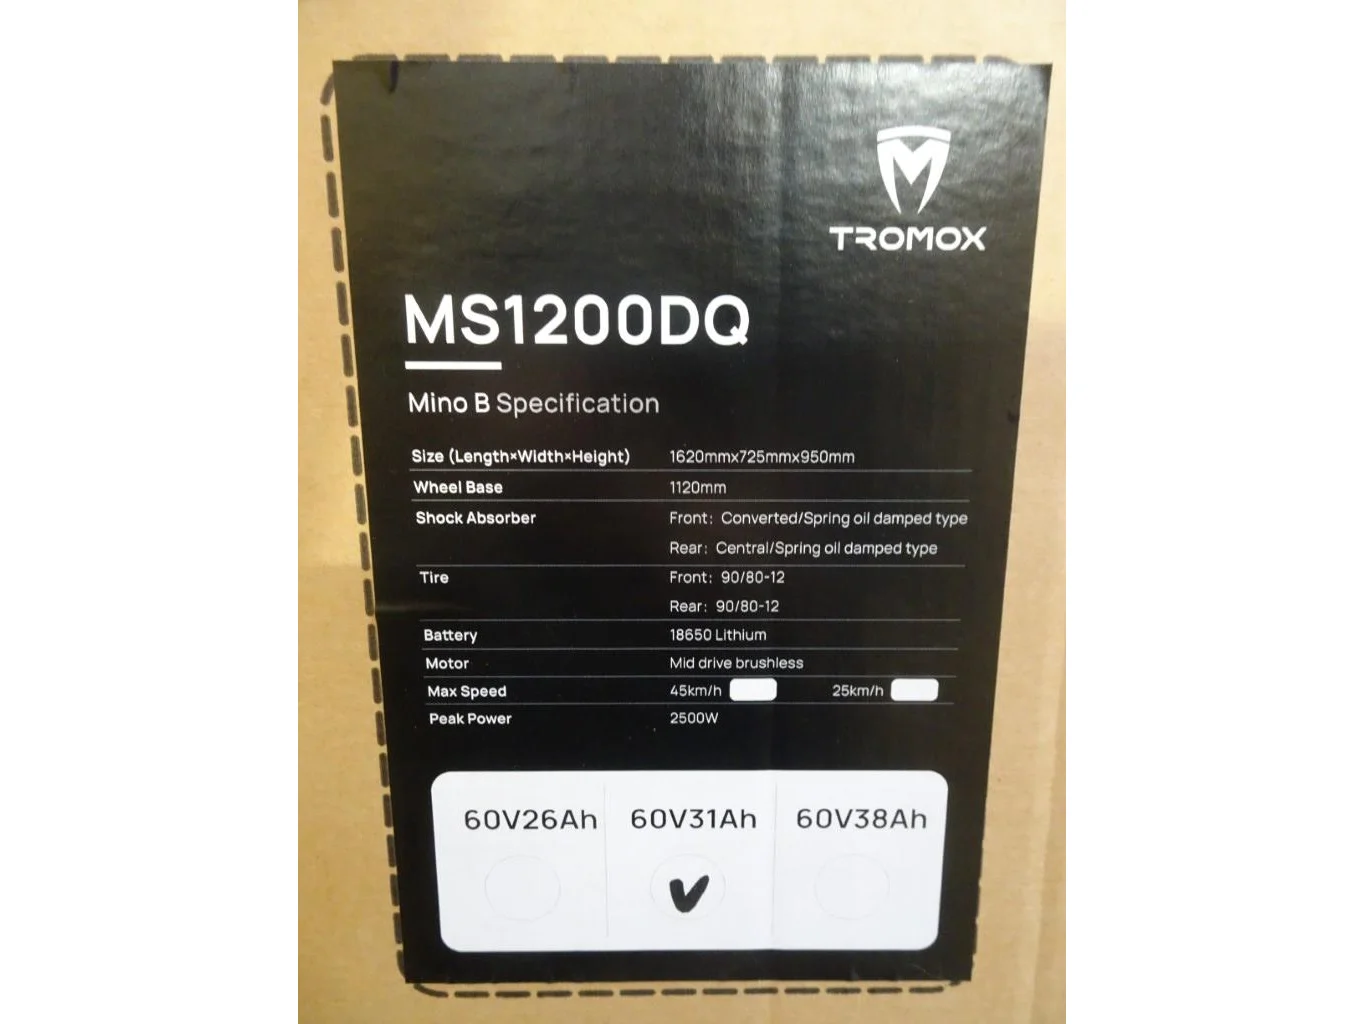 TROMOX
MS1200DQ
Mino B Specification
Size (Length×Width×Height) 1620mmx725mmx950mm
Wheel Base 1120mm
Shock Absorber Front: Converted/Spring oil damped type
Rear: Central/Spring oil damped type
Tire Front: 90/80-12
Rear: 90/80-12
Battery 18650 Lithium
Motor Mid drive brushless
Max Speed 45km/h 25km/h
Peak Power 2500W
60V26Ah 60V31Ah 60V38Ah